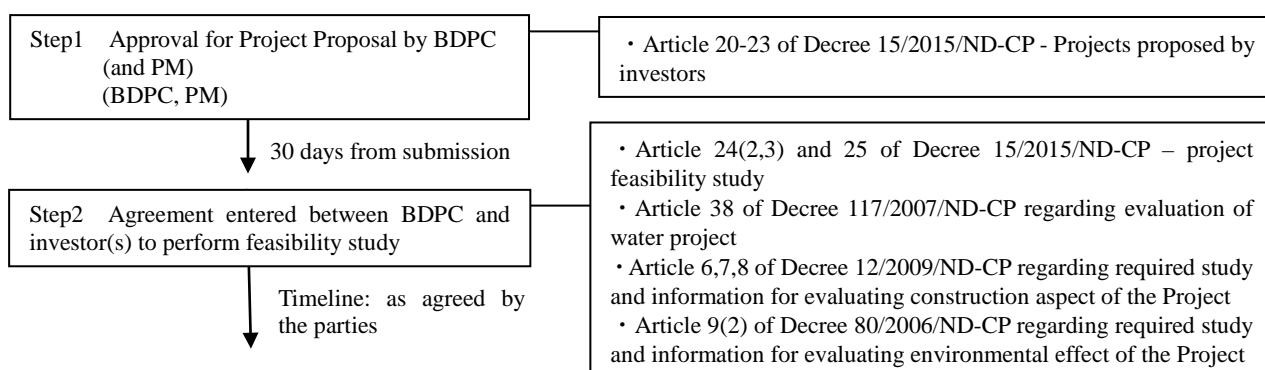 Step1 Approval for Project Proposal by BDPC
(and PM)
(BDPC, PM)
・Article 20-23 of Decree 15/2015/ND-CP - Projects proposed by
investors
30 days from submission
Step2 Agreement entered between BDPC and
investor(s) to perform feasibility study
・Article 24(2,3) and 25 of Decree 15/2015/ND-CP – project
feasibility study
・Article 38 of Decree 117/2007/ND-CP regarding evaluation of
water project
・Article 6,7,8 of Decree 12/2009/ND-CP regarding required study
and information for evaluating construction aspect of the Project
・Article 9(2) of Decree 80/2006/ND-CP regarding required study
and information for evaluating environmental effect of the Project
Timeline: as agreed by
the parties